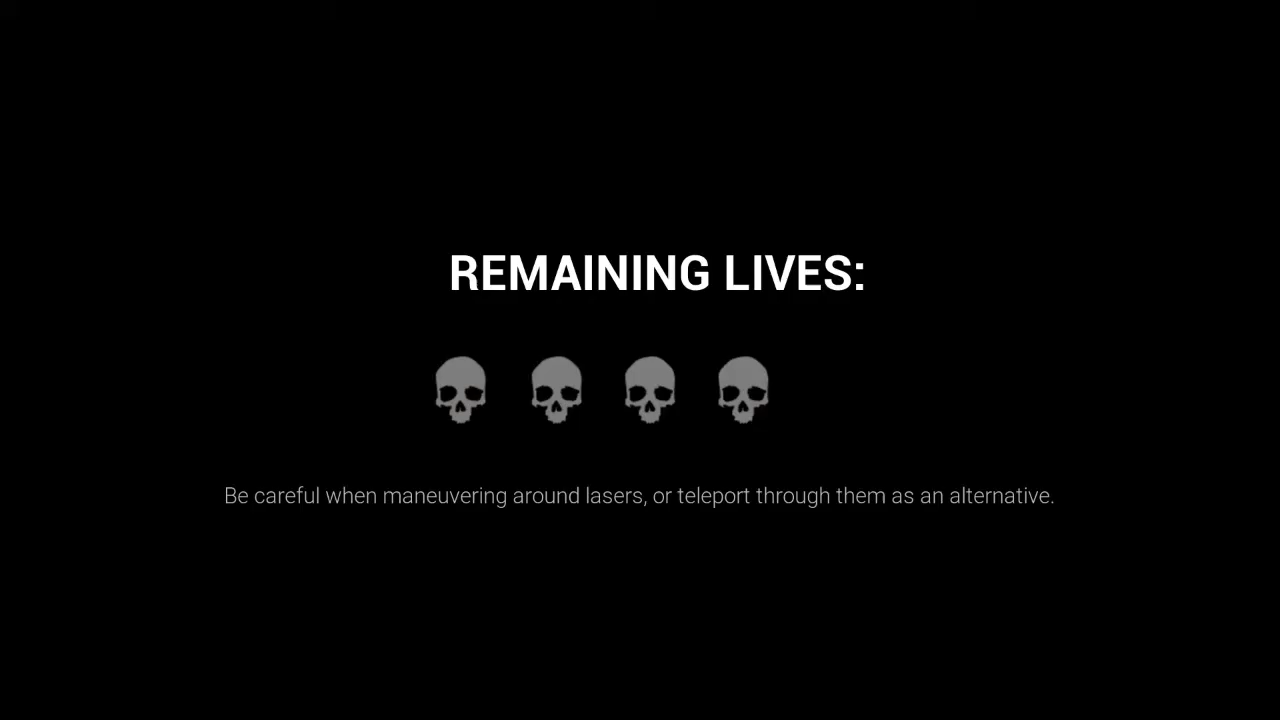 REMAINING LIVES:
Be careful when maneuvering around lasers, or teleport through them as an alternative.